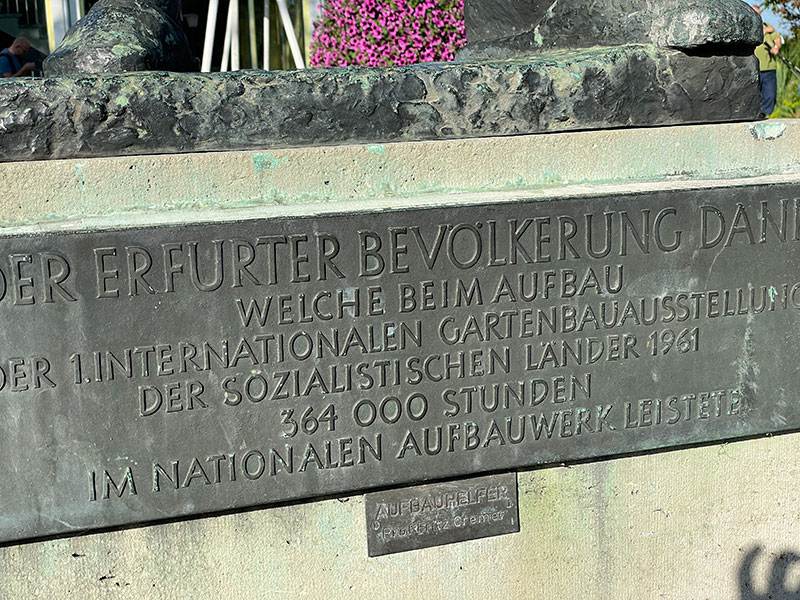 DER ERFURTER BEVÖLKERUNG DANK
WELCHE BEIM AUFBAU
DER 1. INTERNATIONALEN GARTENBAUAUSSTELLUNG
DER SOZIALISTISCHEN LÄNDER 1961
364 000 STUNDEN
IM NATIONALEN AUFBAUWERK LEISTETE
AUFBAUHELFER
Prof. Fritz Cremer